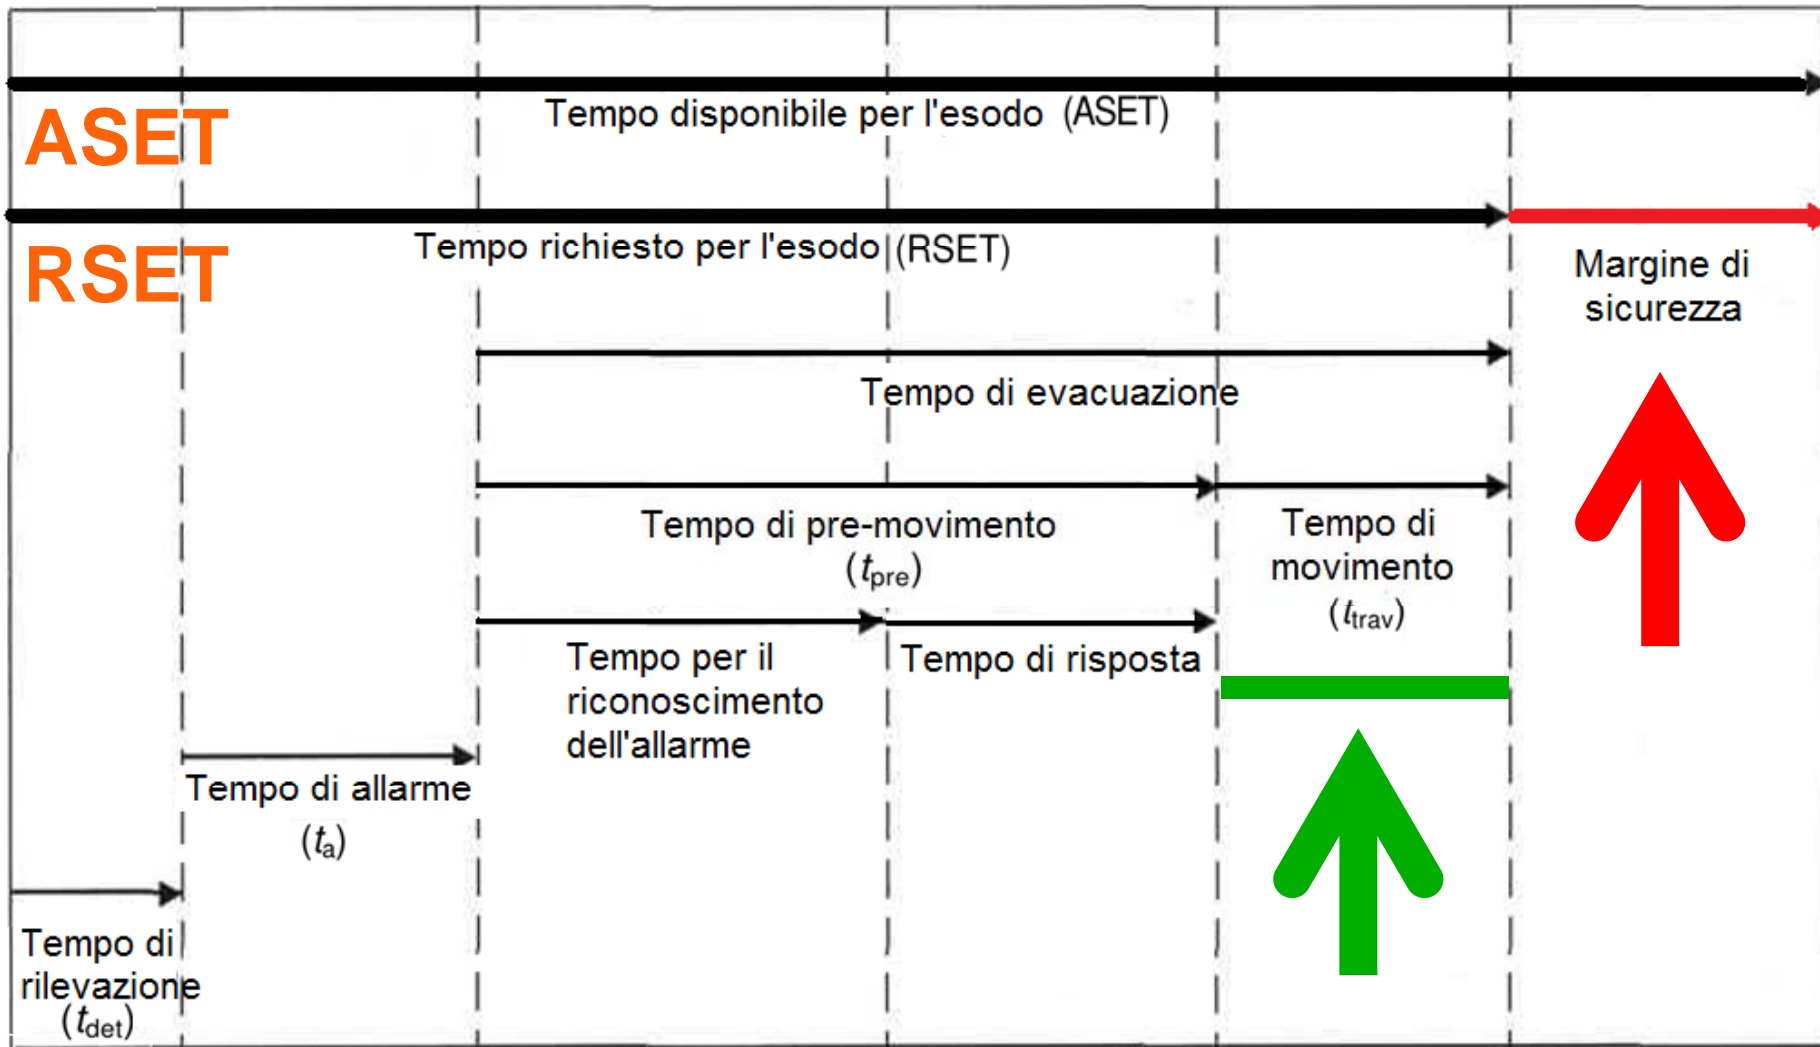 ASET
Tempo disponibile per l'esodo (ASET)
RSET
Tempo richiesto per l'esodo (RSET)
Margine di
sicurezza
Tempo di evacuazione
Tempo di pre-movimento
(tpre)
Tempo di
movimento
(ttrav)
Tempo per il
riconoscimento
dell'allarme
Tempo di risposta
Tempo di allarme
(ta)
Tempo di
rilevazione
(tdet)